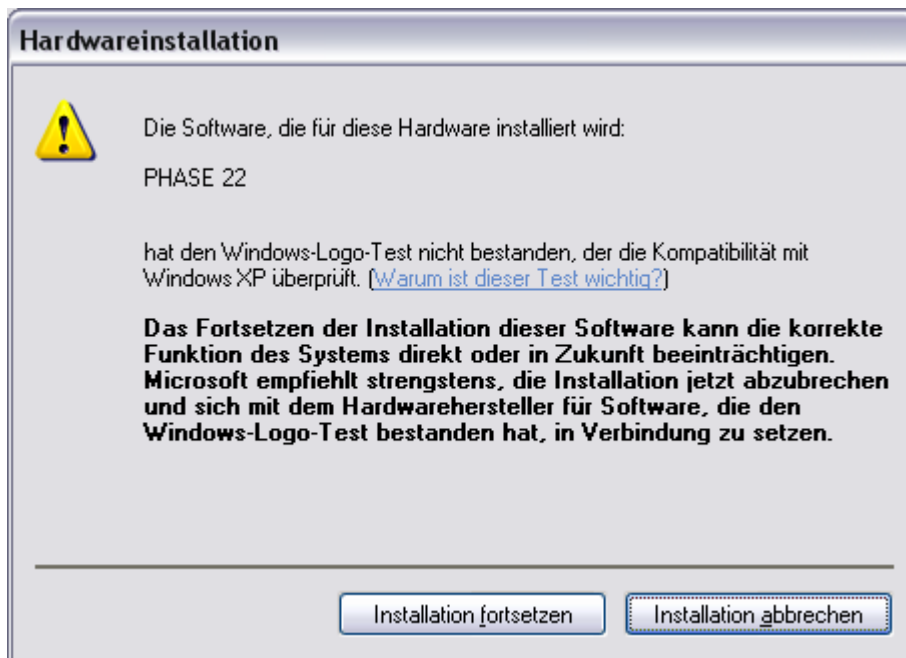 Hardwareinstallation
Die Software, die für diese Hardware installiert wird:
PHASE 22
hat den Windows-Logo-Test nicht bestanden, der die Kompatibilität mit
Windows XP überprüft. (Warum ist dieser Test wichtig?)
Das Fortsetzen der Installation dieser Software kann die korrekte
Funktion des Systems direkt oder in Zukunft beeinträchtigen.
Microsoft empfiehlt strengstens, die Installation jetzt abzubrechen
und sich mit dem Hardwarehersteller für Software, die den
Windows-Logo-Test bestanden hat, in Verbindung zu setzen.
Installation fortsetzen Installation abbrechen